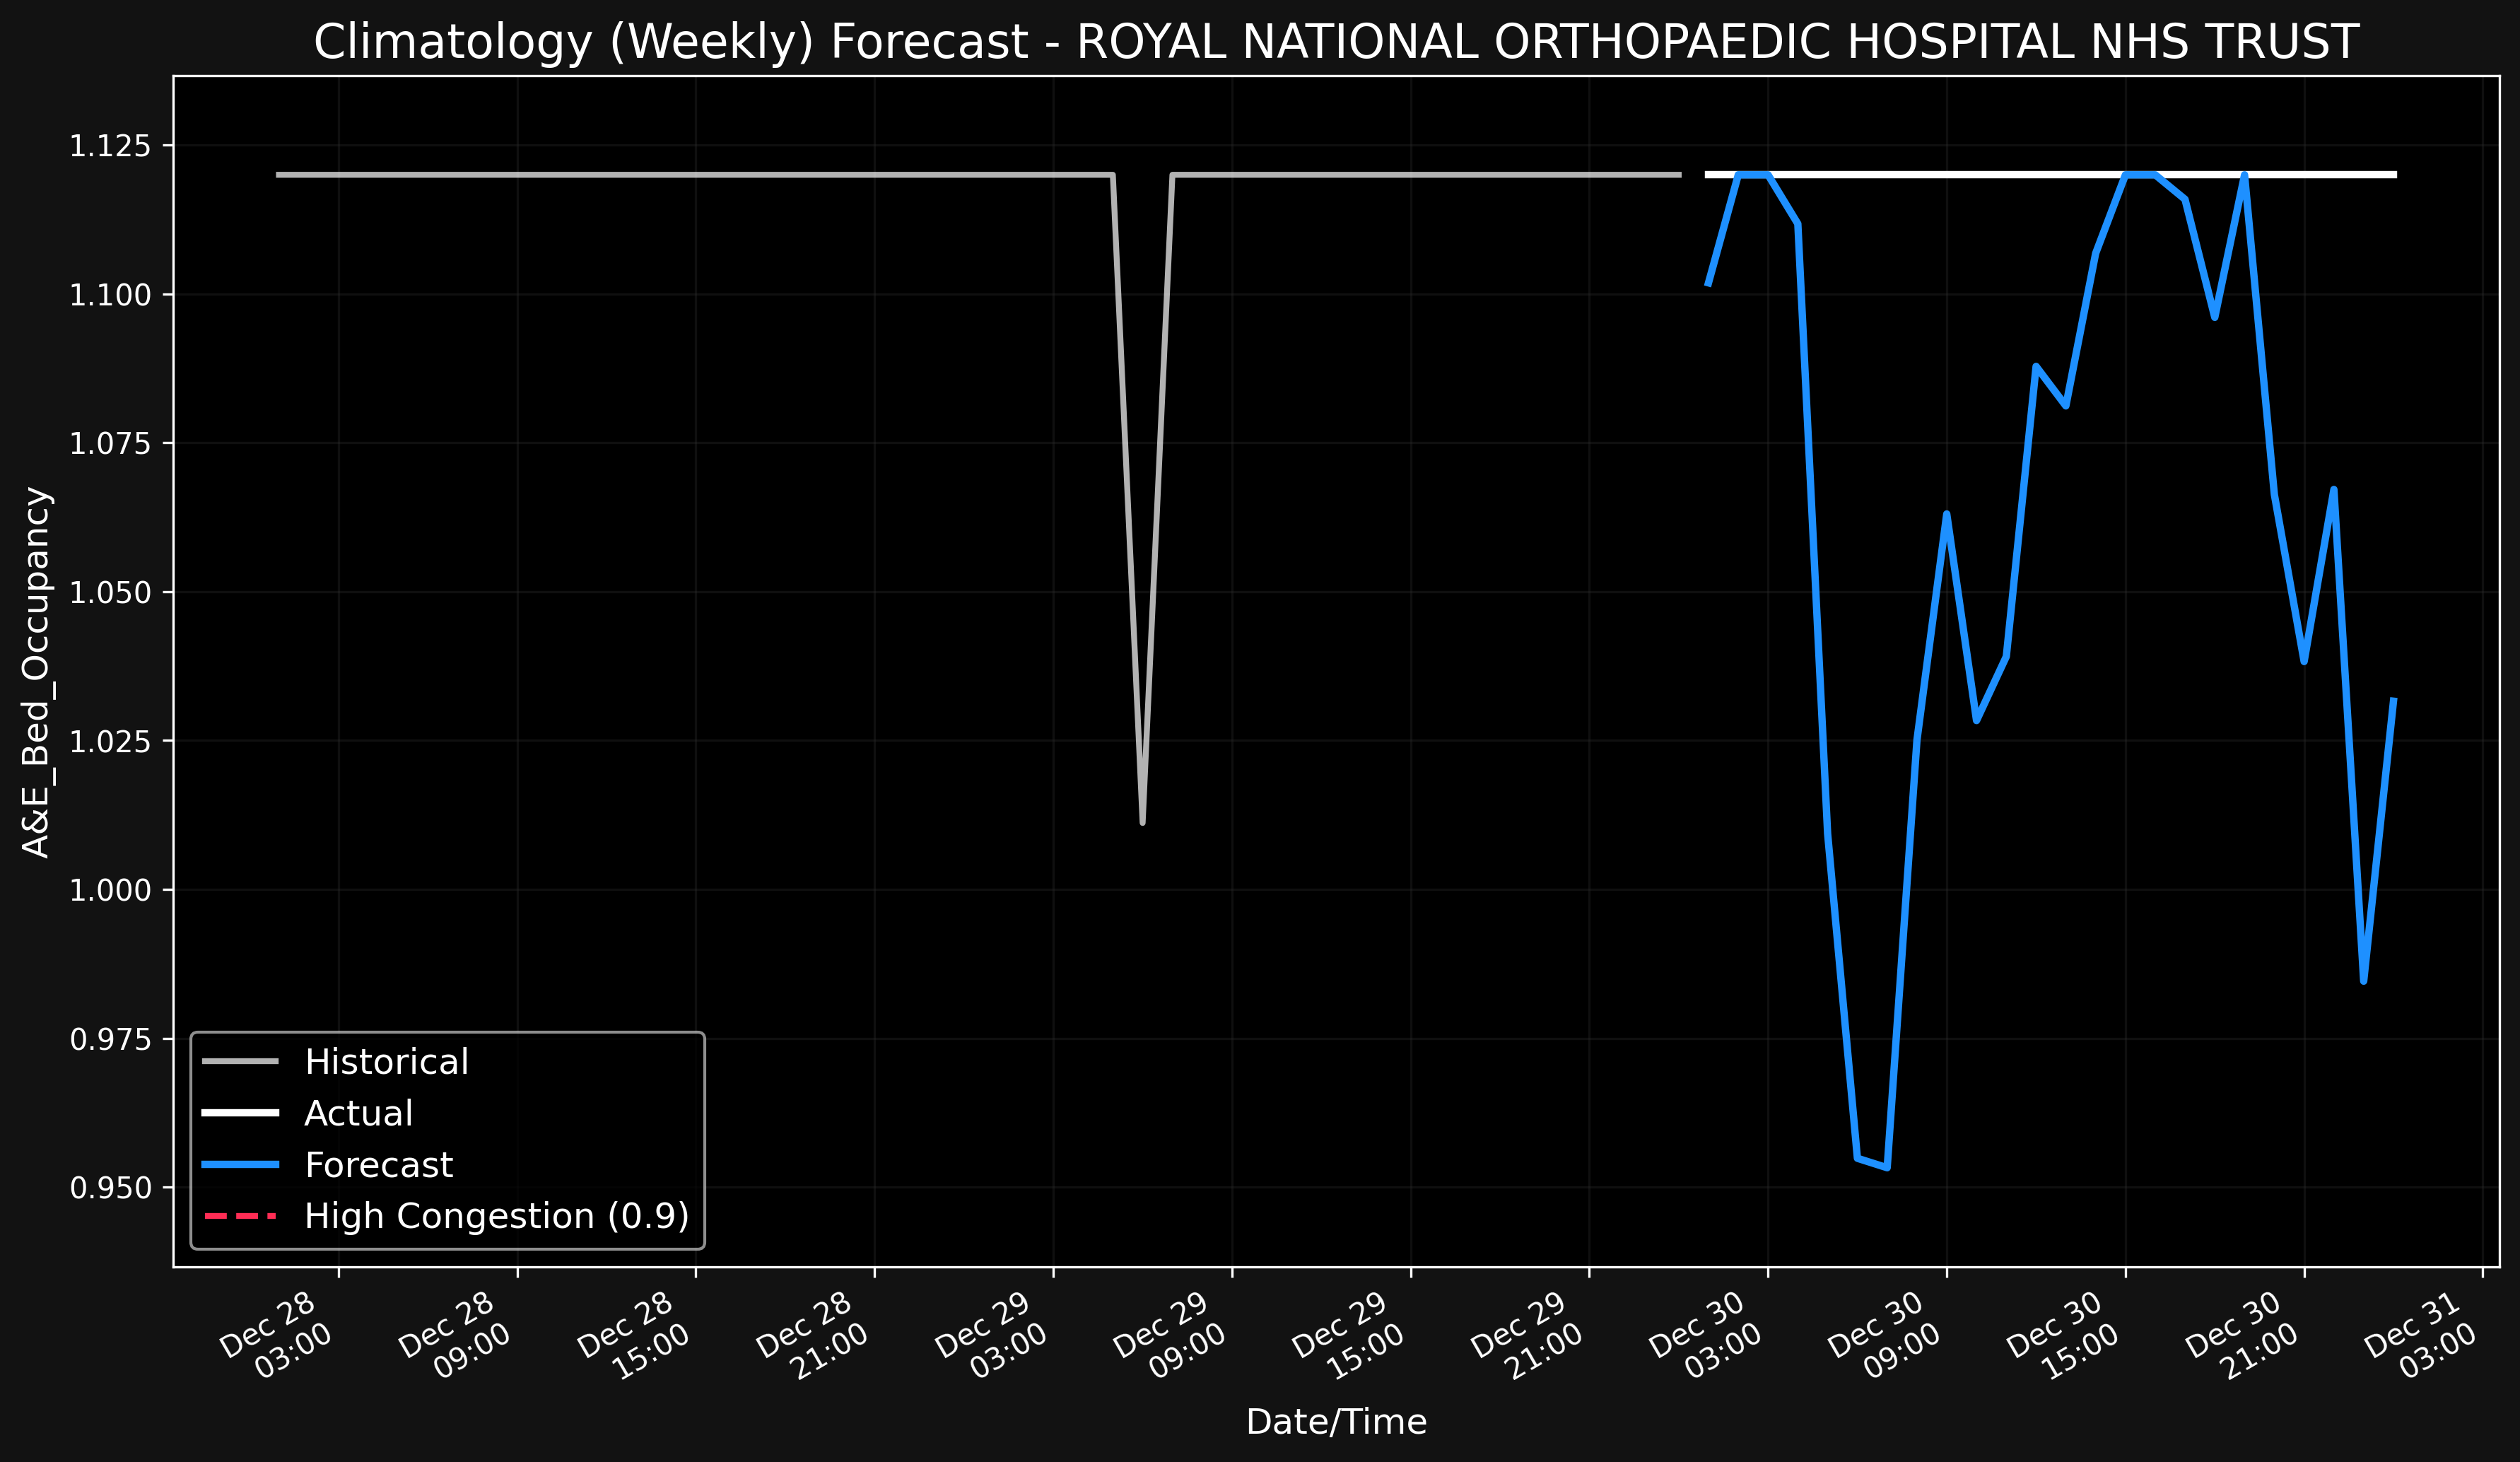 Climatology (Weekly) Forecast - ROYAL NATIONAL ORTHOPAEDIC HOSPITAL NHS TRUST
A&E_Bed_Occupancy
1.125
1.100
1.075
1.050
1.025
1.000
0.975
0.950
Historical
Actual
Forecast
High Congestion (0.9)
Dec 28
03:00
Dec 28
09:00
Dec 28
15:00
Dec 28
21:00
Dec 29
03:00
Dec 29
09:00
Dec 29
15:00
Dec 29
21:00
Dec 30
03:00
Dec 30
09:00
Dec 30
15:00
Dec 30
21:00
Dec 31
03:00
Date/Time